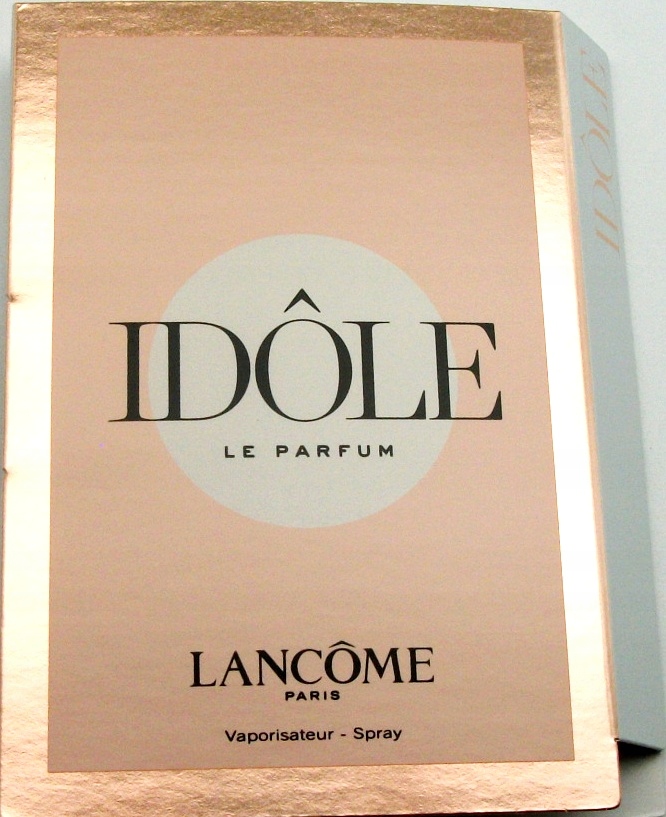 IDÔLE
LE PARFUM
LANCÔME
PARIS
Vaporisateur - Spray
IDÔLE